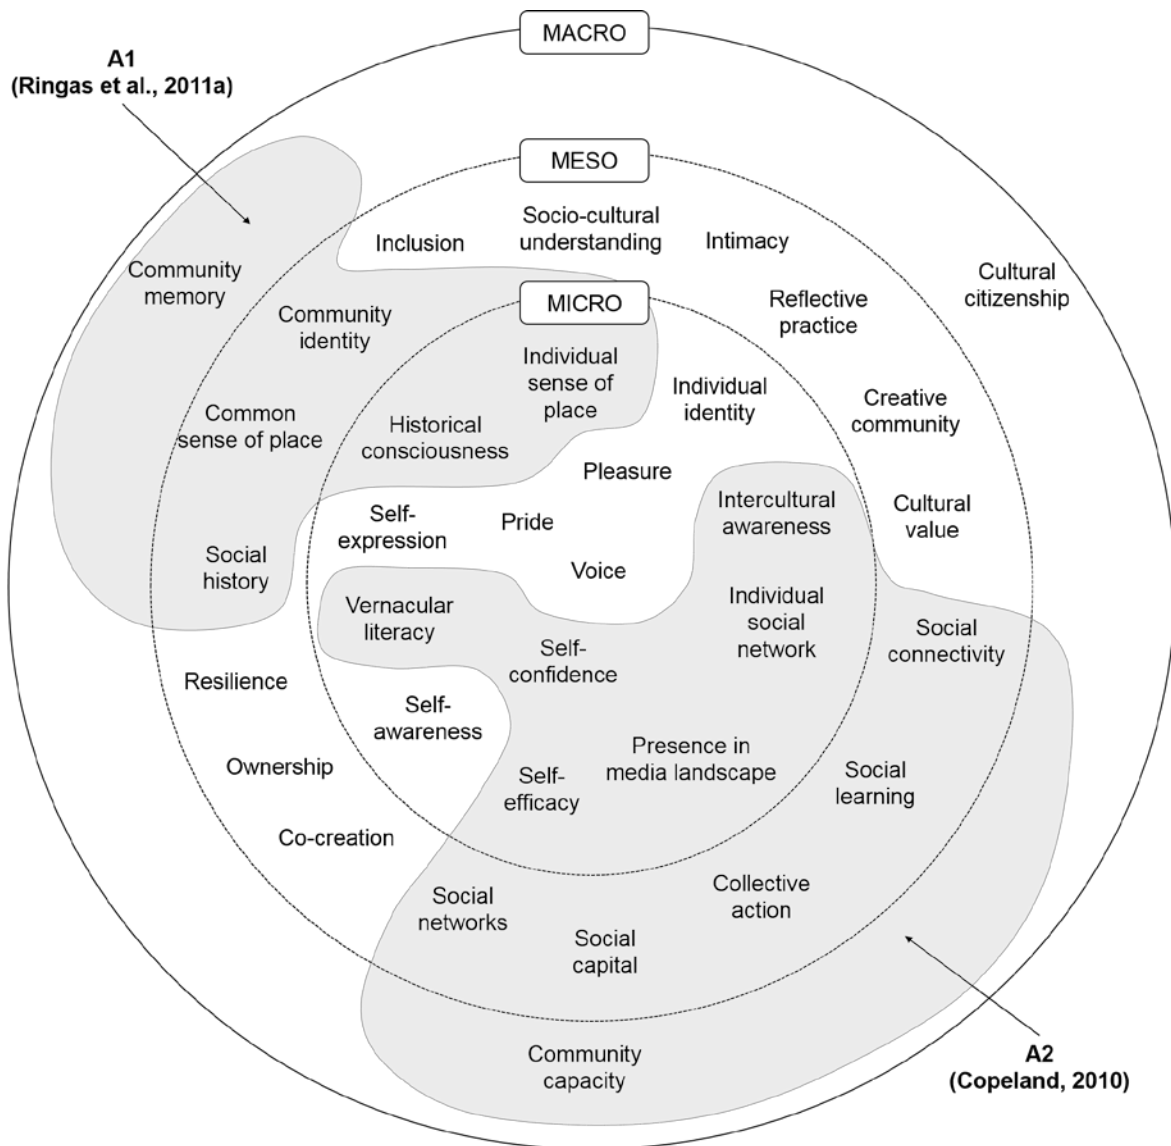 MACRO
A1
(Ringas et al., 2011a)
MESO
Socio-cultural
understanding
Inclusion
Intimacy
Community
memory
Cultural
citizenship
MICRO
Reflective
practice
Community
identity
Individual
sense of
place
Individual
identity
Creative
community
Common
sense of place
Historical
consciousness
Pleasure
Intercultural
awareness
Cultural
value
Self-
expression
Pride
Social
history
Voice
Vernacular
literacy
Individual
social
network
Social
connectivity
Self-
confidence
Resilience
Self-
awareness
Presence in
media landscape
Ownership
Self-
efficacy
Social
learning
Co-creation
Social
networks
Collective
action
Social
capital
Community
capacity
A2
(Copeland, 2010)